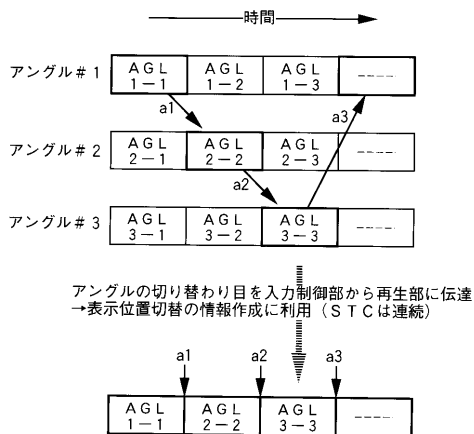 時間
アングル＃１
ＡＧＬ ＡＧＬ ＡＧＬ
１－１ １－２ １－３ ----
a1
a3
アングル＃２
ＡＧＬ ＡＧＬ ＡＧＬ
２－１ ２－２ ２－３ ----
a2
アングル＃３
ＡＧＬ ＡＧＬ ＡＧＬ
３－１ ３－２ ３－３ ----
アングルの切り替わり目を入力制御部から再生部に伝達
→表示位置切替の情報作成に利用（ＳＴＣは連続）
a1 a2 a3
ＡＧＬ ＡＧＬ ＡＧＬ
１－１ ２－２ ３－３ ----